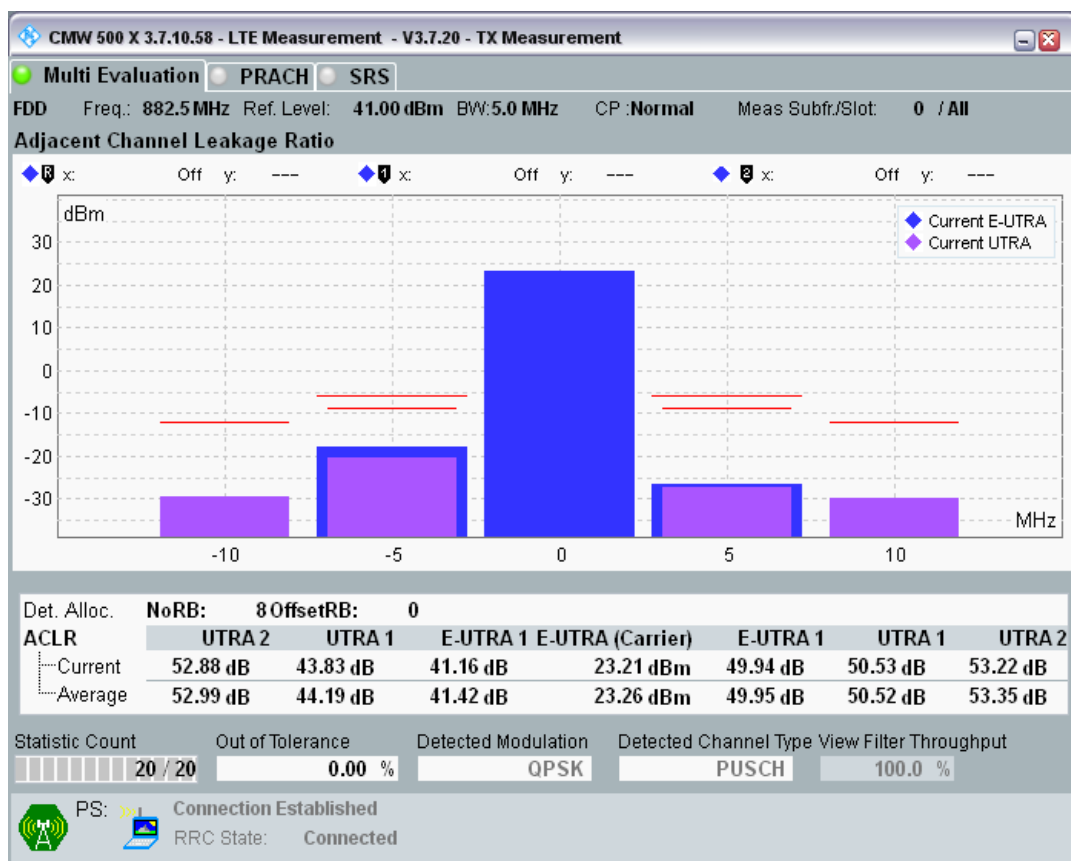 CMW 500 X 3.7.10.58 - LTE Measurement - V3.7.20 - TX Measurement
Multi Evaluation PRACH SRS
FDD Freq.: 882.5 MHz Ref. Level: 41.00 dBm BW:5.0 MHz CP :Normal Meas Subfr./Slot: 0 / All
Adjacent Channel Leakage Ratio
R x: Off y: --- 1 x: Off y: --- 2 x: Off y: ---
dBm
Current E-UTRA
Current UTRA
30
20
10
0
-10
-20
-30
MHz
-10 -5 0 5 10
Det. Alloc. NoRB: 8 OffsetRB: 0
ACLR UTRA 2 UTRA 1 E-UTRA 1 E-UTRA (Carrier) E-UTRA 1 UTRA 1 UTRA 2
Current 52.88 dB 43.83 dB 41.16 dB 23.21 dBm 49.94 dB 50.53 dB 53.22 dB
Average 52.99 dB 44.19 dB 41.42 dB 23.26 dBm 49.95 dB 50.52 dB 53.35 dB
Statistic Count Out of Tolerance Detected Modulation Detected Channel Type View Filter Throughput
20 / 20 0.00 % QPSK PUSCH 100.0 %
PS: Connection Established
RRC State: Connected